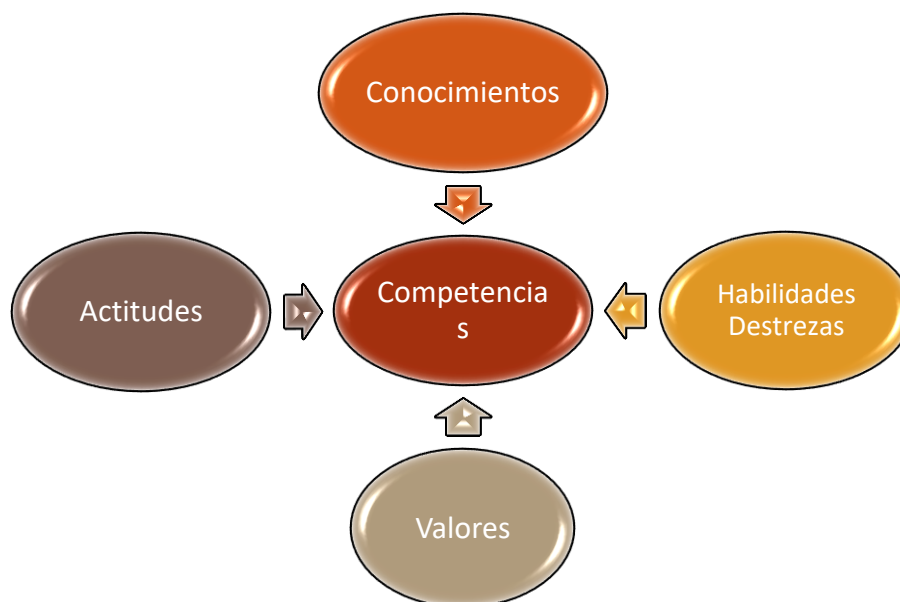 Conocimientos
Actitudes
Competencia
s
Habilidades
Destrezas
Valores